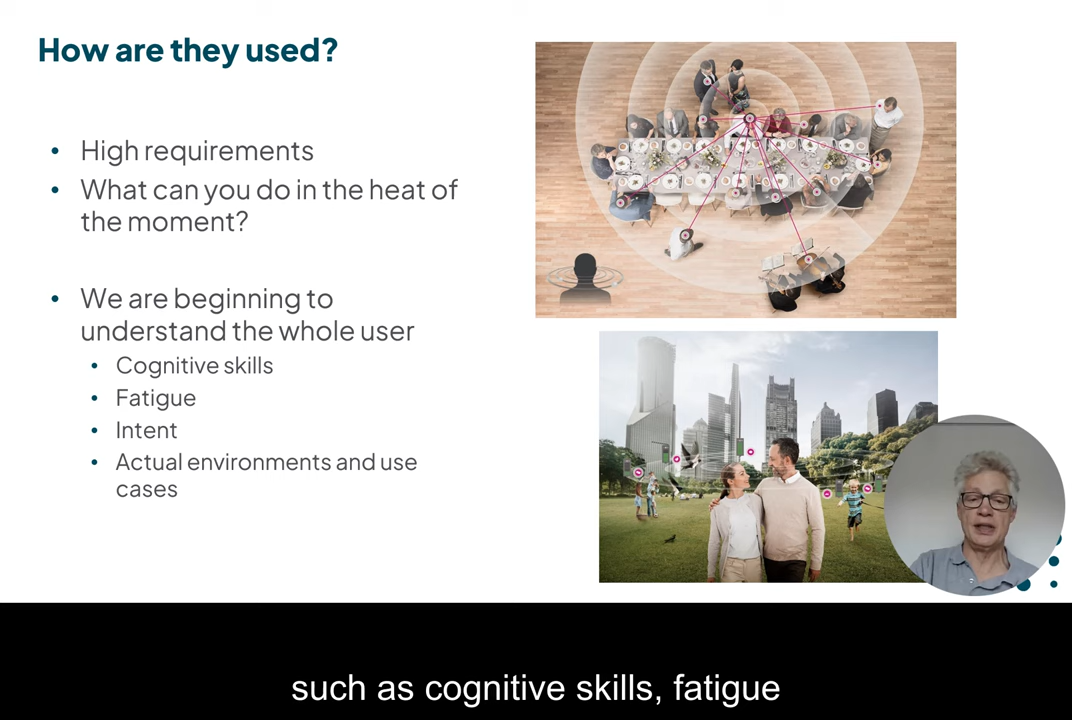 How are they used?
• High requirements
• What can you do in the heat of
the moment?
• We are beginning to
understand the whole user
• Cognitive skills
• Fatigue
• Intent
• Actual environments and use
cases
such as cognitive skills, fatigue